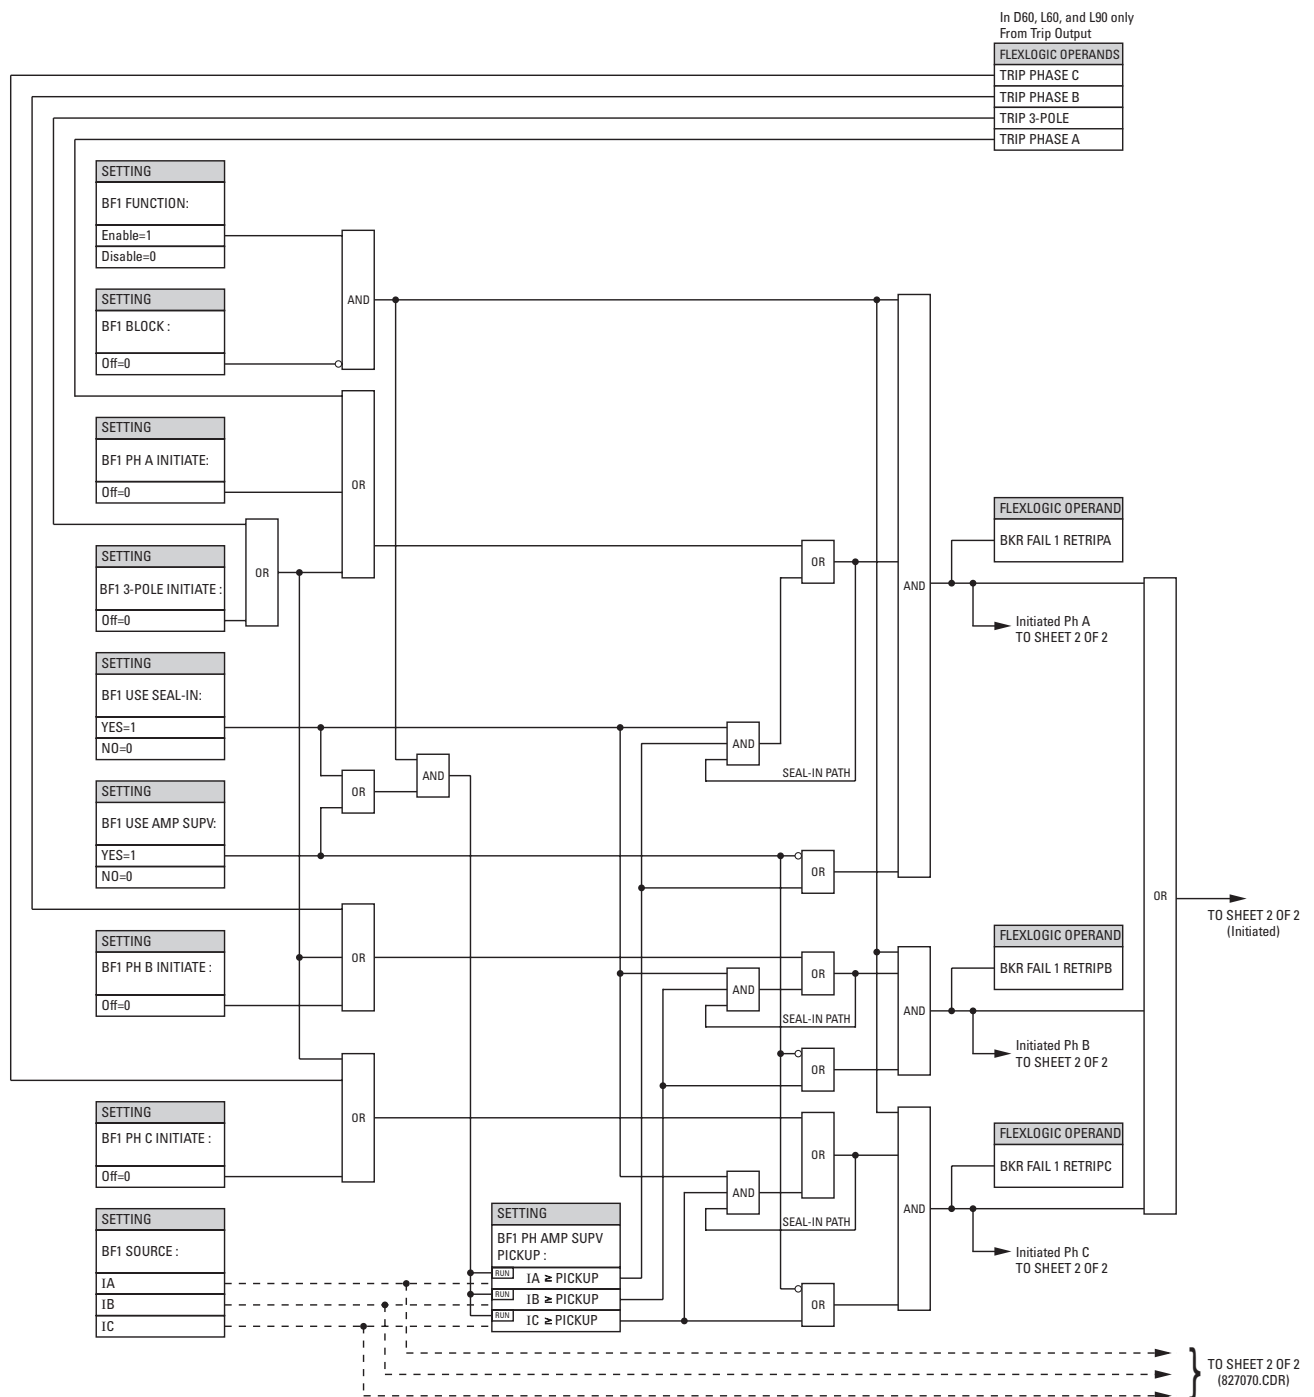 In D60, L60, and L90 only
From Trip Output
FLEXLOGIC OPERANDS
TRIP PHASE C
TRIP PHASE B
TRIP 3-POLE
TRIP PHASE A
SETTING
BF1 FUNCTION:
Enable=1
Disable=0
AND
SETTING
BF1 BLOCK :
Off=0
SETTING
BF1 PH A INITIATE:
Off=0
OR
SETTING
BF1 3-POLE INITIATE :
Off=0
OR
OR
AND
FLEXLOGIC OPERAND
BKR FAIL 1 RETRIPA
Initiated Ph A
TO SHEET 2 OF 2
SETTING
BF1 USE SEAL-IN:
YES=1
NO=0
AND
SEAL-IN PATH
OR
AND
SETTING
BF1 USE AMP SUPV:
YES=1
NO=0
OR
OR
TO SHEET 2 OF 2
(Initiated)
SETTING
BF1 PH B INITIATE :
Off=0
OR
OR
AND
SEAL-IN PATH
AND
FLEXLOGIC OPERAND
BKR FAIL 1 RETRIPB
Initiated Ph B
TO SHEET 2 OF 2
OR
SETTING
BF1 PH C INITIATE :
Off=0
OR
OR
AND
SEAL-IN PATH
AND
FLEXLOGIC OPERAND
BKR FAIL 1 RETRIPC
Initiated Ph C
TO SHEET 2 OF 2
OR
SETTING
BF1 SOURCE :
IA
IB
IC
SETTING
BF1 PH AMP SUPV
PICKUP :
RUN IA ≥ PICKUP
RUN IB ≥ PICKUP
RUN IC ≥ PICKUP
TO SHEET 2 OF 2
(827070.CDR)